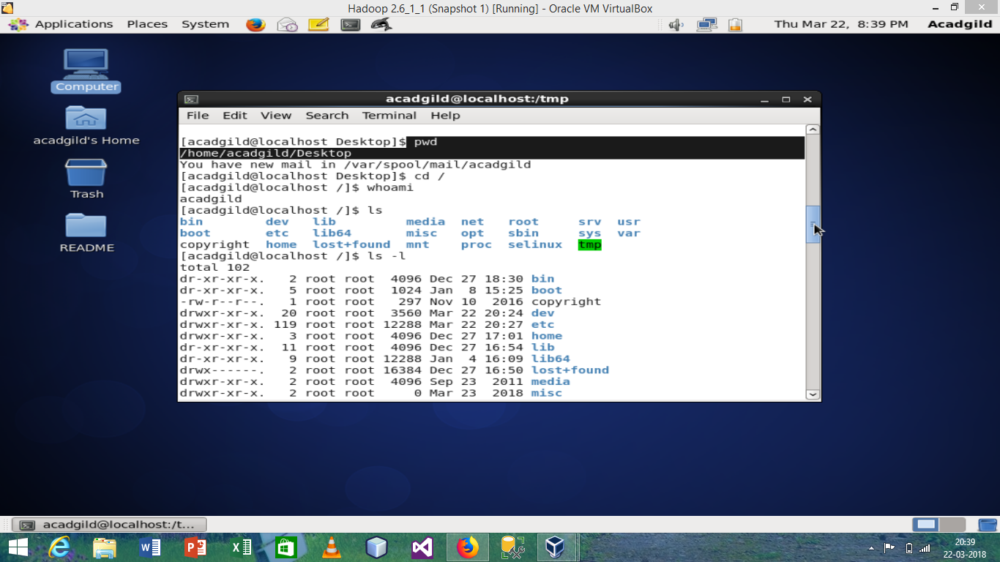 Hadoop 2.6_1_1 (Snapshot 1) [Running] - Oracle VM VirtualBox
Applications Places System Thu Mar 22, 8:39 PM Acadgild
Computer
acadgild's Home
Trash
README
acadgild@localhost:/tmp
File Edit View Search Terminal Help
[acadgild@localhost Desktop]$ pwd
/home/acadgild/Desktop
You have new mail in /var/spool/mail/acadgild
[acadgild@localhost Desktop]$ cd /
[acadgild@localhost /]$ whoami
acadgild
[acadgild@localhost /]$ ls
bin dev lib media net root srv usr
boot etc lib64 misc opt sbin sys var
copyright home lost+found mnt proc selinux tmp
[acadgild@localhost /]$ ls -l
total 102
dr-xr-xr-x. 2 root root 4096 Dec 27 18:30 bin
dr-xr-xr-x. 5 root root 1024 Jan 8 15:25 boot
-rw-r--r--. 1 root root 297 Nov 10 2016 copyright
drwxr-xr-x. 20 root root 3560 Mar 22 20:24 dev
drwxr-xr-x. 119 root root 12288 Mar 22 20:27 etc
drwxr-xr-x. 3 root root 4096 Dec 27 17:01 home
dr-xr-xr-x. 11 root root 4096 Dec 27 16:54 lib
dr-xr-xr-x. 9 root root 12288 Jan 4 16:09 lib64
drwx------. 2 root root 16384 Dec 27 16:50 lost+found
drwxr-xr-x. 2 root root 4096 Sep 23 2011 media
drwxr-xr-x. 2 root root 0 Mar 23 2018 misc
acadgild@localhost:/t...
20:39
22-03-2018